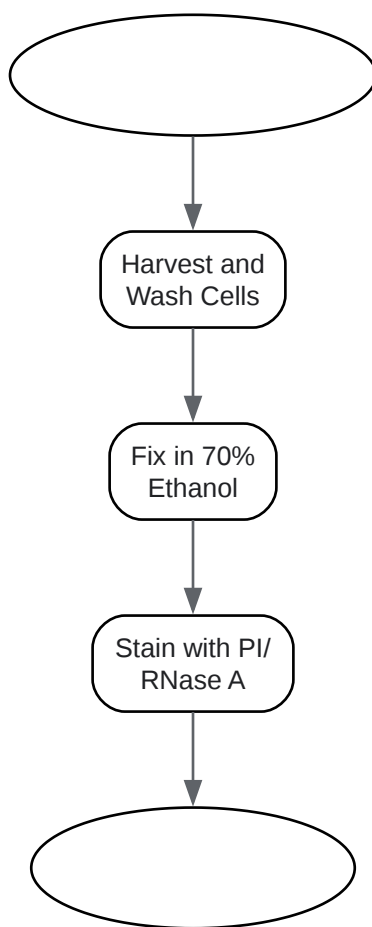 Harvest and
Wash Cells
Fix in 70%
Ethanol
Stain with PI/
RNase A